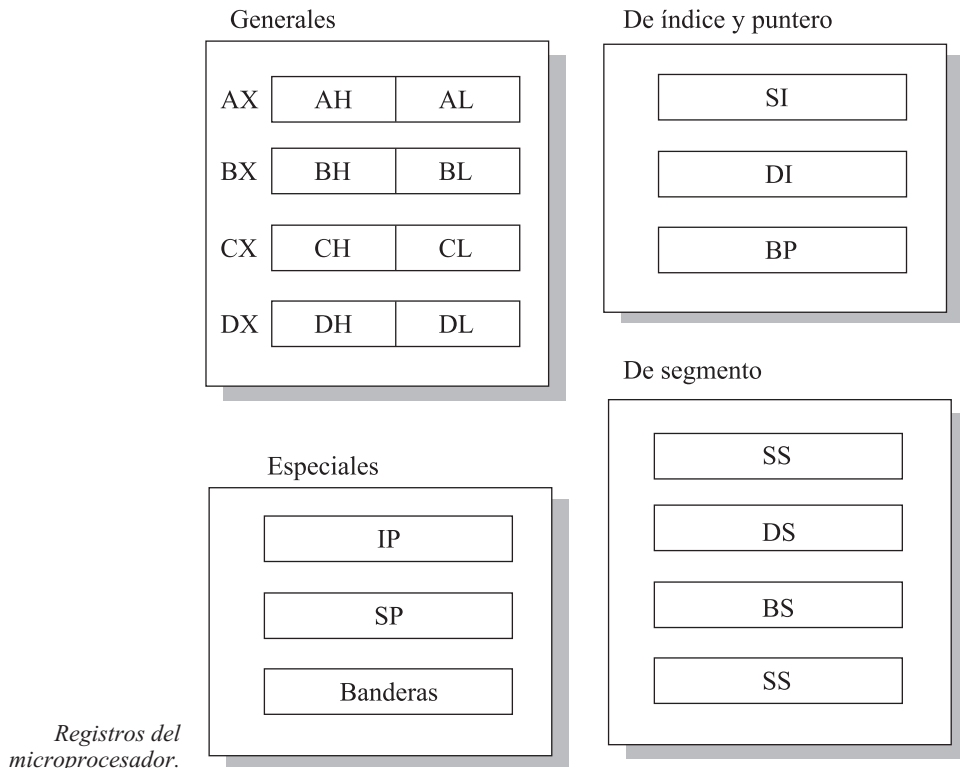 Generales
AX AH AL
BX BH BL
CX CH CL
DX DH DL
De índice y puntero
SI
DI
BP
Especiales
IP
SP
Banderas
De segmento
SS
DS
BS
SS
Registros del
microprocesador.